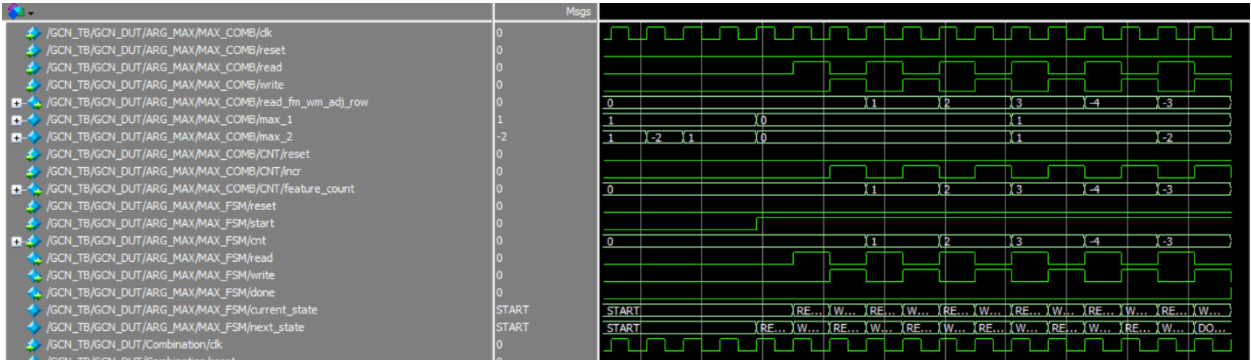 Msgs
/GCN_TB/GCN_DUT/ARG_MAX/MAX_COMB/clk 0
/GCN_TB/GCN_DUT/ARG_MAX/MAX_COMB/reset 0
/GCN_TB/GCN_DUT/ARG_MAX/MAX_COMB/read 0
/GCN_TB/GCN_DUT/ARG_MAX/MAX_COMB/write 0
/GCN_TB/GCN_DUT/ARG_MAX/MAX_COMB/read_fm_wm_adj_row 0 0 1 2 3 -4 -3
/GCN_TB/GCN_DUT/ARG_MAX/MAX_COMB/max_1 1 1 0 1
/GCN_TB/GCN_DUT/ARG_MAX/MAX_COMB/max_2 -2 1 -2 1 0 1 -2
/GCN_TB/GCN_DUT/ARG_MAX/MAX_COMB/CNT/reset 0
/GCN_TB/GCN_DUT/ARG_MAX/MAX_COMB/CNT/incr 0
/GCN_TB/GCN_DUT/ARG_MAX/MAX_COMB/CNT/feature_count 0 0 1 2 3 -4 -3
/GCN_TB/GCN_DUT/ARG_MAX/MAX_FSM/reset 0
/GCN_TB/GCN_DUT/ARG_MAX/MAX_FSM/start 0
/GCN_TB/GCN_DUT/ARG_MAX/MAX_FSM/cnt 0 0 1 2 3 -4 -3
/GCN_TB/GCN_DUT/ARG_MAX/MAX_FSM/read 0
/GCN_TB/GCN_DUT/ARG_MAX/MAX_FSM/write 0
/GCN_TB/GCN_DUT/ARG_MAX/MAX_FSM/done 0
/GCN_TB/GCN_DUT/ARG_MAX/MAX_FSM/current_state START START RE... W... RE... W... RE... W... RE... W... RE... W... RE... W...
/GCN_TB/GCN_DUT/ARG_MAX/MAX_FSM/next_state START START RE... W... RE... W... RE... W... RE... W... RE... W... RE... W... DO...
/GCN_TB/GCN_DUT/Combination/clk 0